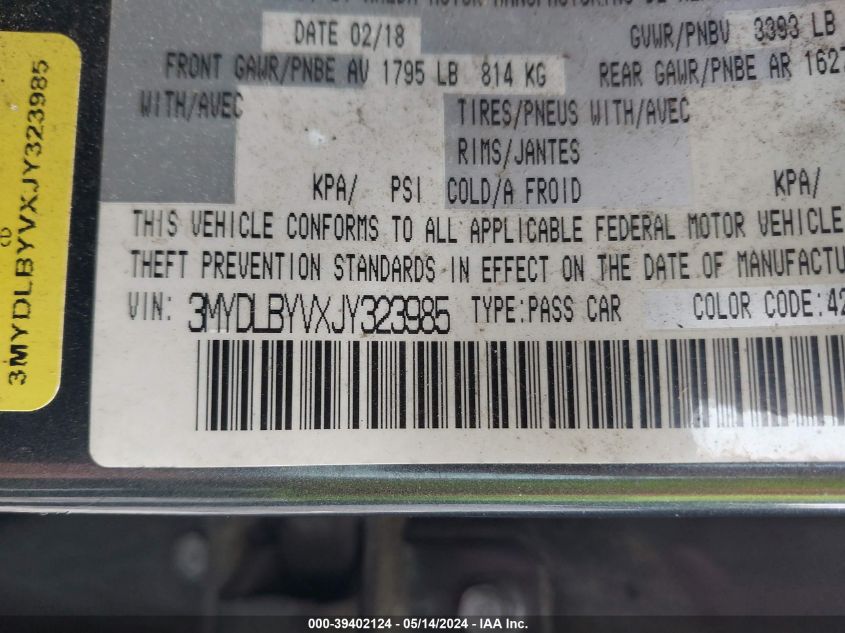 DATE 02/18 GVWR/PNBV 3393 LB
FRONT GAWR/PNBE AV 1795 LB 814 KG REAR GAWR/PNBE AR 1627
WITH/AVEC TIRES/PNEUS WITH/AVEC
RIMS/JANTES
KPA/ PSI COLD/A FROID KPA/
THIS VEHICLE CONFORMS TO ALL APPLICABLE FEDERAL MOTOR VEHICLE
THEFT PREVENTION STANDARDS IN EFFECT ON THE DATE OF MANUFACTU
VIN: 3MYDLBYVXJY323985 TYPE:PASS CAR COLOR CODE:42
3MYDLBYVXJY323985
000-39402124 - 05/14/2024 - IAA Inc.